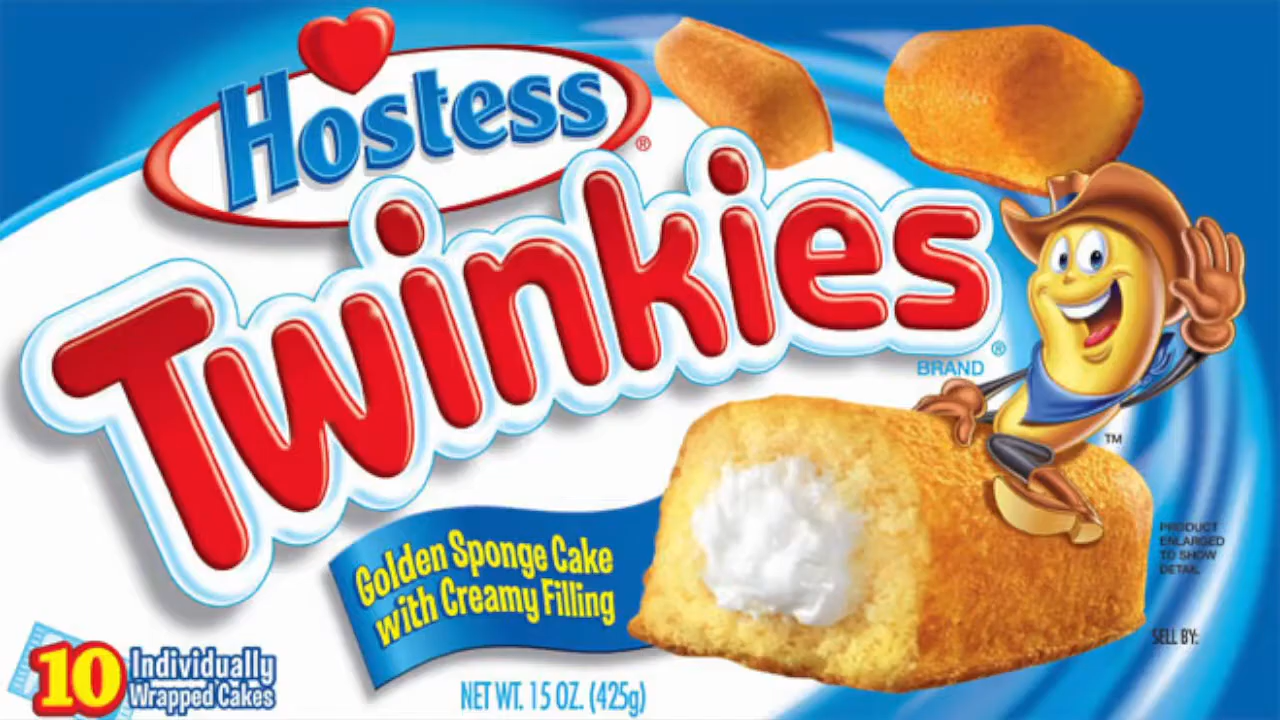 Hostess®
Twinkies
BRAND®
TM
Golden Sponge Cake
with Creamy Filling
PRODUCT
ENLARGED
TO SHOW
DETAIL
SELL BY:
10 Individually
Wrapped Cakes
NET WT. 15 OZ. (425g)